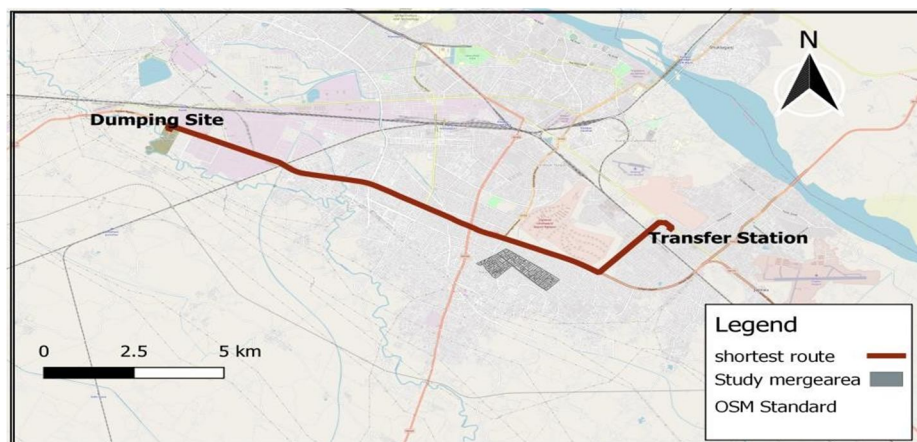 N
Dumping Site
Transfer Station
0 2.5 5 km
Legend
shortest route
Study mergearea
OSM Standard